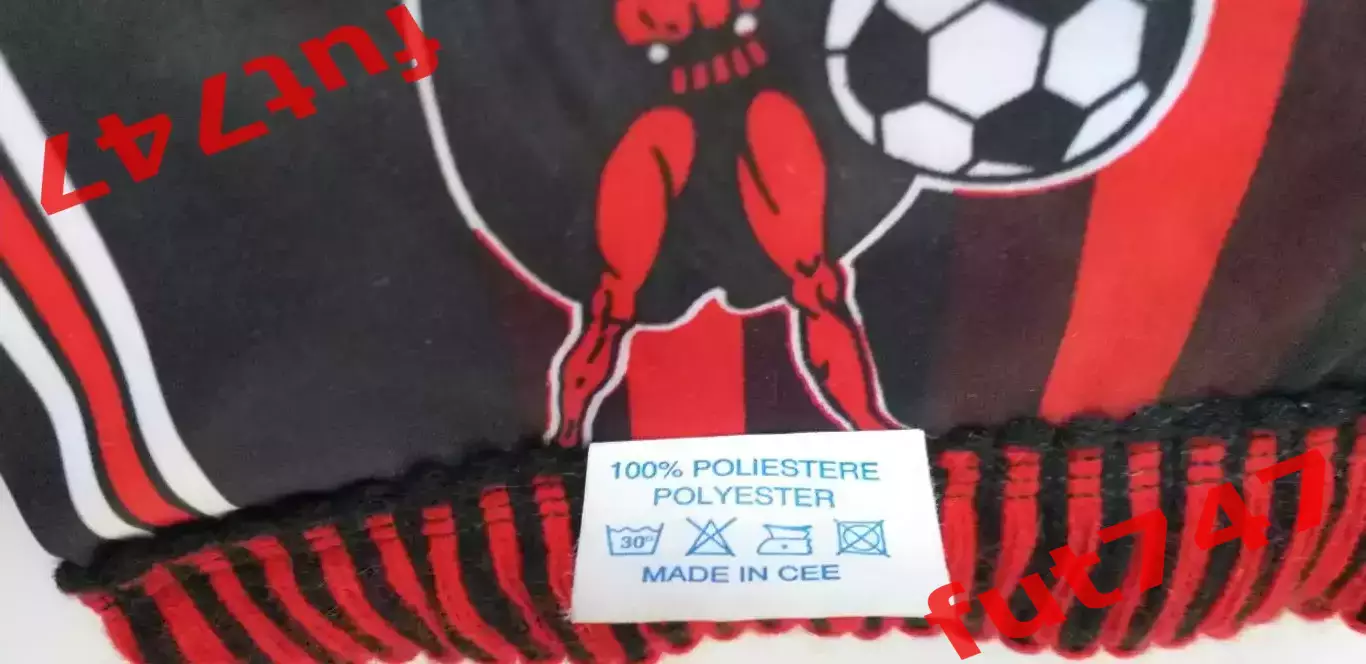 fut747
100% POLIESTERE
POLYESTER
30°
MADE IN CEE
fut747